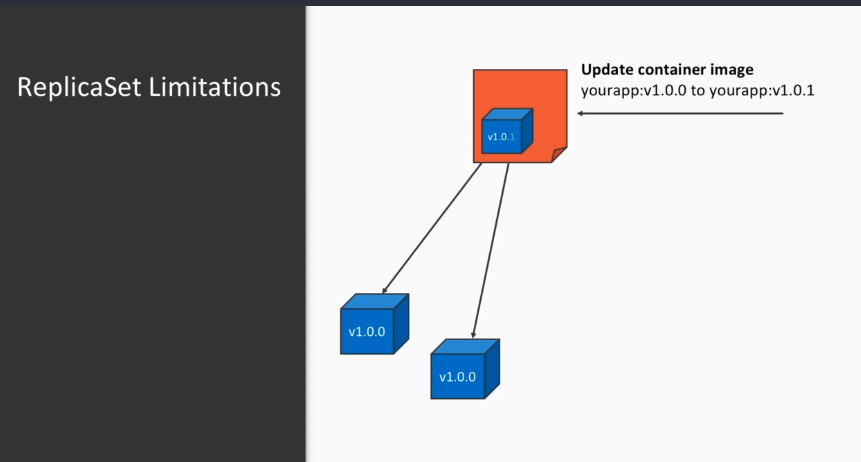 ReplicaSet Limitations
Update container image
yourapp:v1.0.0 to yourapp:v1.0.1
v1.0.1
v1.0.0
v1.0.0